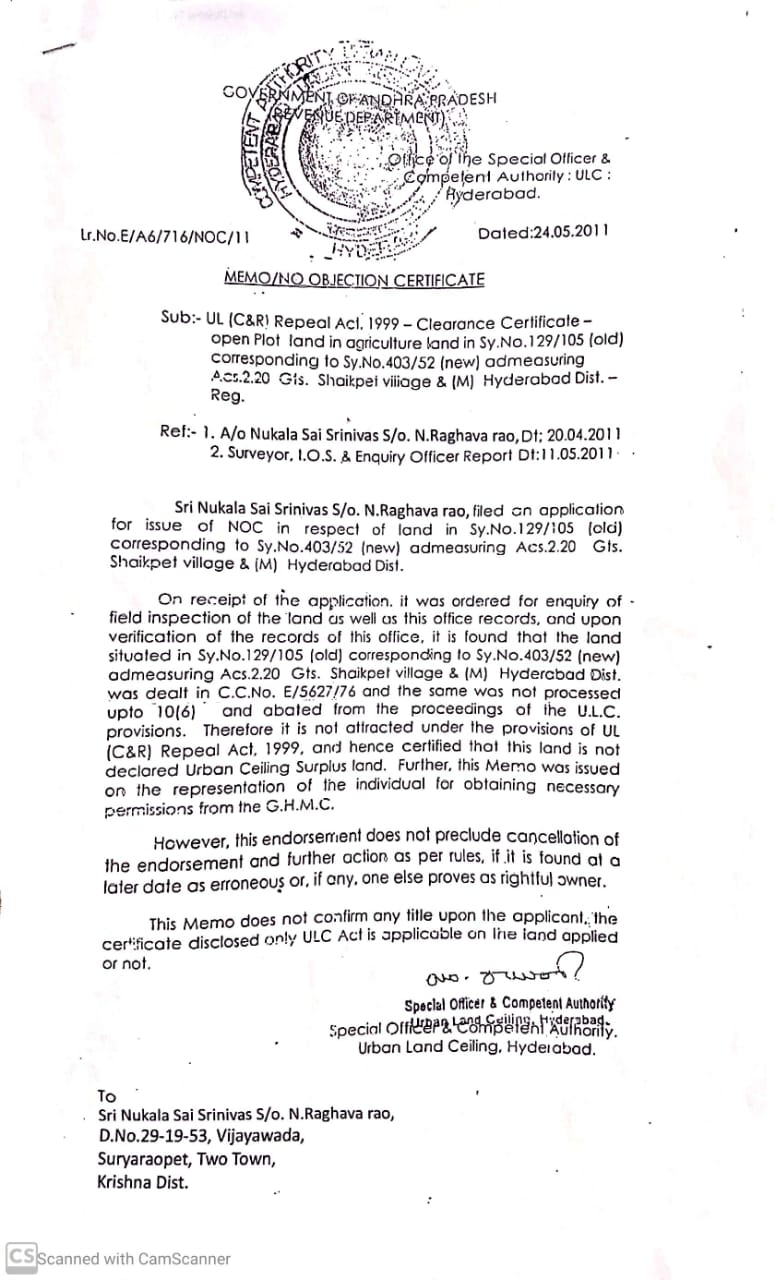 COMPETENT AUTHORITY
HYDERABAD
GOVERNMENT OF ANDHRA PRADESH
(REVENUE DEPARTMENT)
Office of the Special Officer &
Competent Authority : ULC :
Hyderabad.
Lr.No.E/A6/716/NOC/11
Dated:24.05.2011
MEMO/NO OBJECTION CERTIFICATE
Sub:- UL (C&R) Repeal Act, 1999 – Clearance Certificate –
open Plot land in agriculture land in Sy.No.129/105 (old)
corresponding to Sy.No.403/52 (new) admeasuring
Acs.2.20 Gts. Shaikpet village & (M) Hyderabad Dist. –
Reg.
Ref:- 1. A/o Nukala Sai Srinivas S/o. N.Raghava rao, Dt; 20.04.2011
2. Surveyor, I.O.S. & Enquiry Officer Report Dt:11.05.2011
Sri Nukala Sai Srinivas S/o. N.Raghava rao, filed an application
for issue of NOC in respect of land in Sy.No.129/105 (old)
corresponding to Sy.No.403/52 (new) admeasuring Acs.2.20 Gts.
Shaikpet village & (M) Hyderabad Dist.
On receipt of the application, it was ordered for enquiry of
field inspection of the land as well as this office records, and upon
verification of the records of this office, it is found that the land
situated in Sy.No.129/105 (old) corresponding to Sy.No.403/52 (new)
admeasuring Acs.2.20 Gts. Shaikpet village & (M) Hyderabad Dist.
was dealt in C.C.No. E/5627/76 and the same was not processed
upto 10(6) and abated from the proceedings of the U.L.C.
provisions. Therefore it is not attracted under the provisions of UL
(C&R) Repeal Act, 1999, and hence certified that this land is not
declared Urban Ceiling Surplus land. Further, this Memo was issued
on the representation of the individual for obtaining necessary
permissions from the G.H.M.C.
However, this endorsement does not preclude cancellation of
the endorsement and further action as per rules, if it is found at a
later date as erroneous or, if any, one else proves as rightful owner.
This Memo does not confirm any title upon the applicant, the
certificate disclosed only ULC Act is applicable on the land applied
or not.
Special Officer & Competent Authority
Urban Land Ceiling, Hyderabad.
Special Officer & Competent Authority.
Urban Land Ceiling, Hyderabad.
To
Sri Nukala Sai Srinivas S/o. N.Raghava rao,
D.No.29-19-53, Vijayawada,
Suryaraopet, Two Town,
Krishna Dist.
CS Scanned with CamScanner